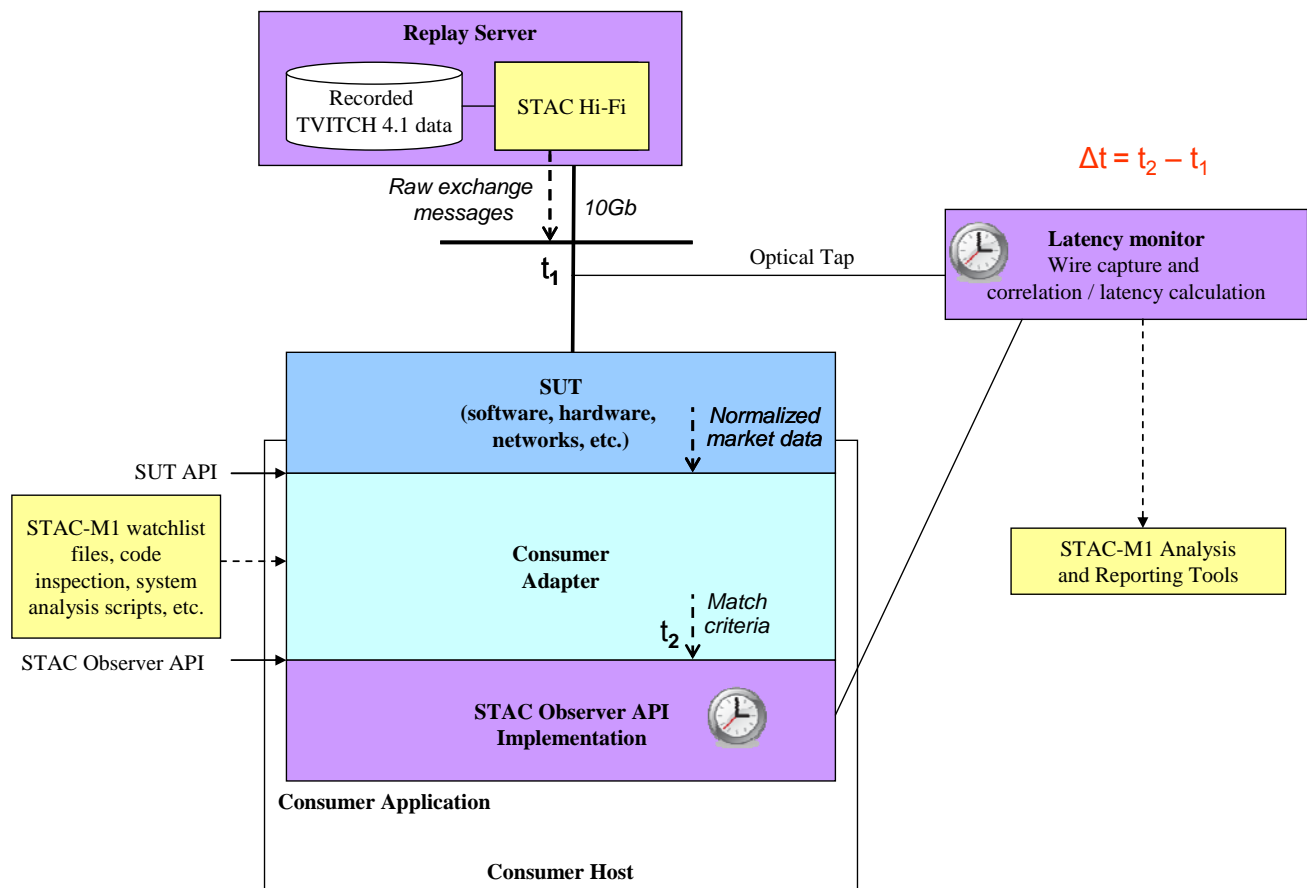 Replay Server
Recorded
TVITCH 4.1 data
STAC Hi-Fi
Raw exchange
messages
10Gb
Δt = t2 – t1
t1
Optical Tap
Latency monitor
Wire capture and
correlation / latency calculation
SUT
(software, hardware,
networks, etc.)
Normalized
market data
SUT API
STAC-M1 watchlist
files, code
inspection, system
analysis scripts, etc.
Consumer
Adapter
STAC-M1 Analysis
and Reporting Tools
t2
Match
criteria
STAC Observer API
STAC Observer API
Implementation
Consumer Application
Consumer Host